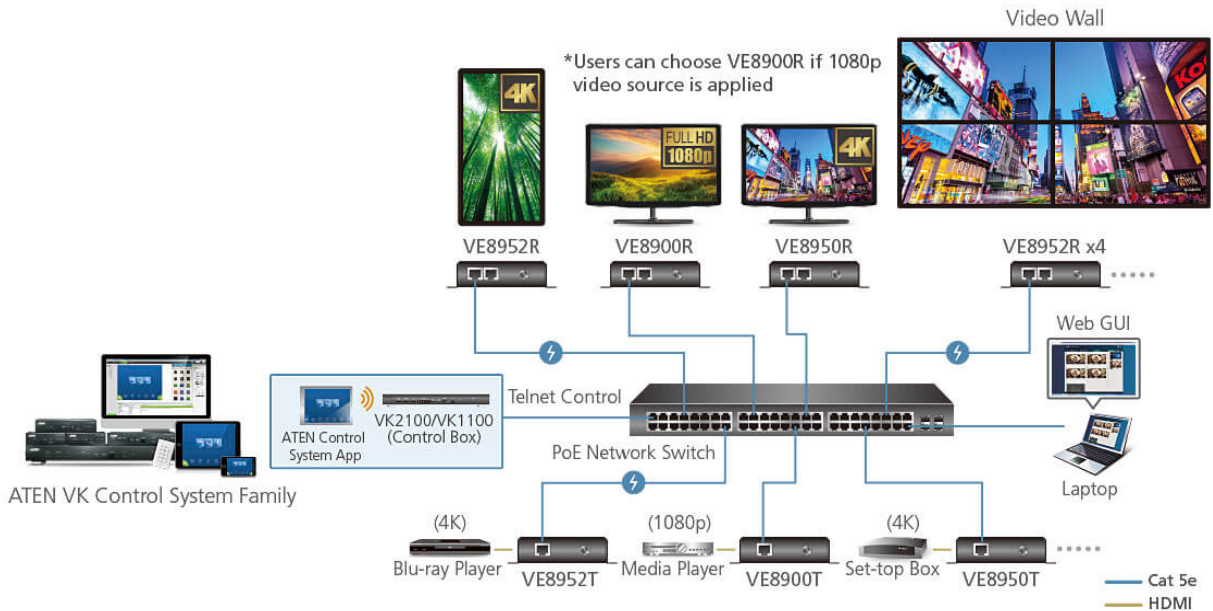 Video Wall
*Users can choose VE8900R if 1080p
video source is applied
4K
FULL HD
1080p
4K
VE8952R
VE8900R
VE8950R
VE8952R x4
Web GUI
Telnet Control
ATEN Control
System App
VK2100/VK1100
(Control Box)
PoE Network Switch
Laptop
ATEN VK Control System Family
(4K)
Blu-ray Player
VE8952T
(1080p)
Media Player
VE8900T
(4K)
Set-top Box
VE8950T
Cat 5e
HDMI